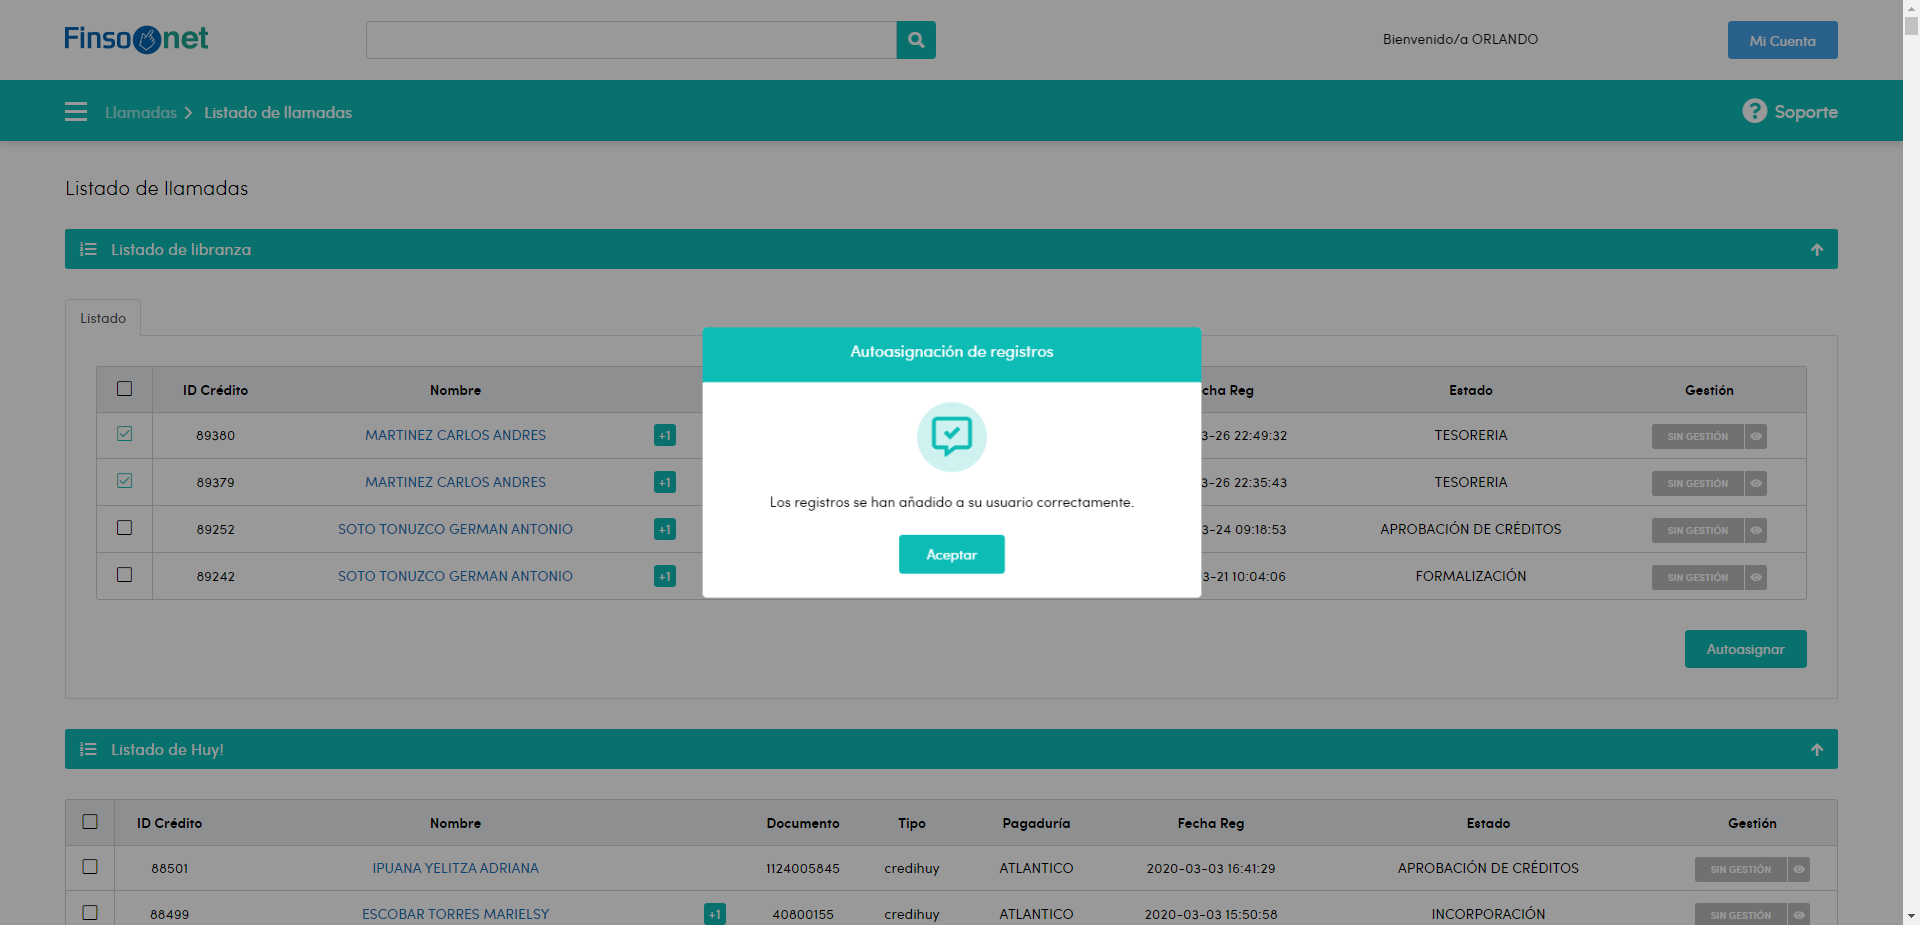 Finsonet
Bienvenido/a ORLANDO
Mi Cuenta
Llamadas > Listado de llamadas
? Soporte
Listado de llamadas
Listado de libranza
Listado
ID Crédito Nombre cha Reg Estado Gestión
89380 MARTINEZ CARLOS ANDRES +1 3-26 22:49:32 TESORERIA SIN GESTIÓN
89379 MARTINEZ CARLOS ANDRES +1 3-26 22:35:43 TESORERIA SIN GESTIÓN
89252 SOTO TONUZCO GERMAN ANTONIO +1 3-24 09:18:53 APROBACIÓN DE CRÉDITOS SIN GESTIÓN
89242 SOTO TONUZCO GERMAN ANTONIO +1 3-21 10:04:06 FORMALIZACIÓN SIN GESTIÓN
Autoasignación de registros
Los registros se han añadido a su usuario correctamente.
Aceptar
Autoasignar
Listado de Huy!
ID Crédito Nombre Documento Tipo Pagaduría Fecha Reg Estado Gestión
88501 IPUANA YELITZA ADRIANA 1124005845 credihuy ATLANTICO 2020-03-03 16:41:29 APROBACIÓN DE CRÉDITOS SIN GESTIÓN
88499 ESCOBAR TORRES MARIELSY +1 40800155 credihuy ATLANTICO 2020-03-03 15:50:58 INCORPORACIÓN SIN GESTIÓN